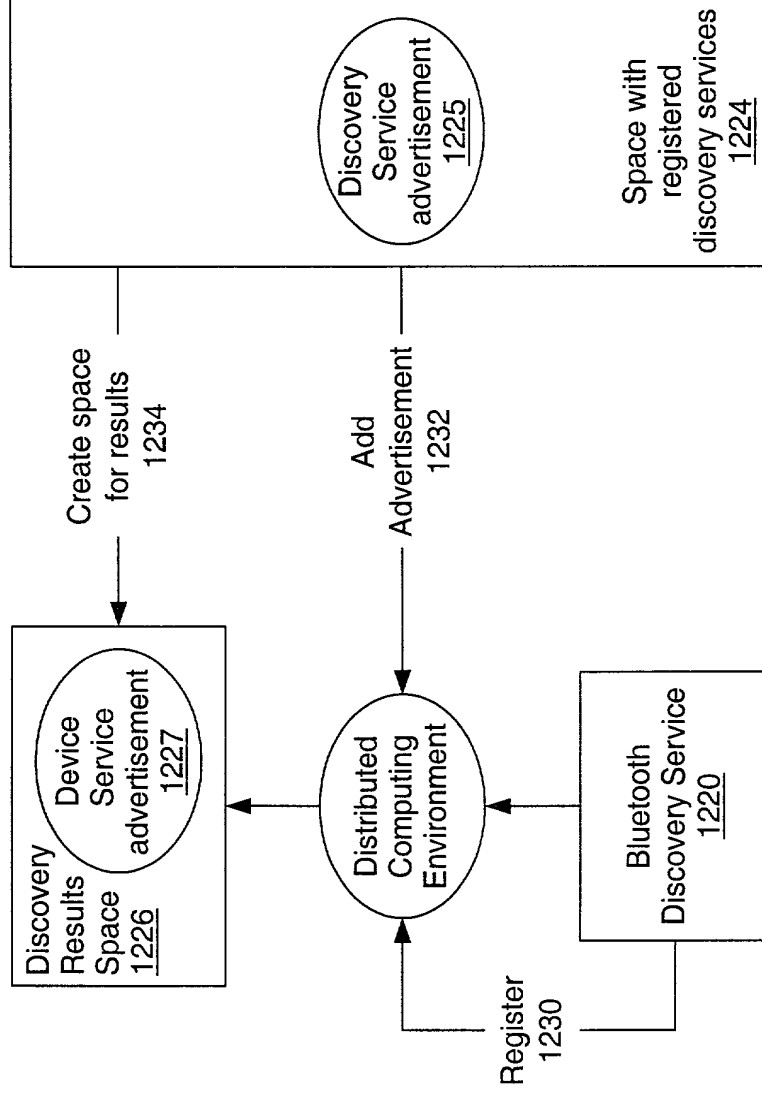 Discovery
Results
Space
1226
Device
Service
advertisement
1227
Create space
for results
1234
Distributed
Computing
Environment
Add
Advertisement
1232
Discovery
Service
advertisement
1225
Register
1230
Bluetooth
Discovery Service
1220
Space with
registered
discovery services
1224